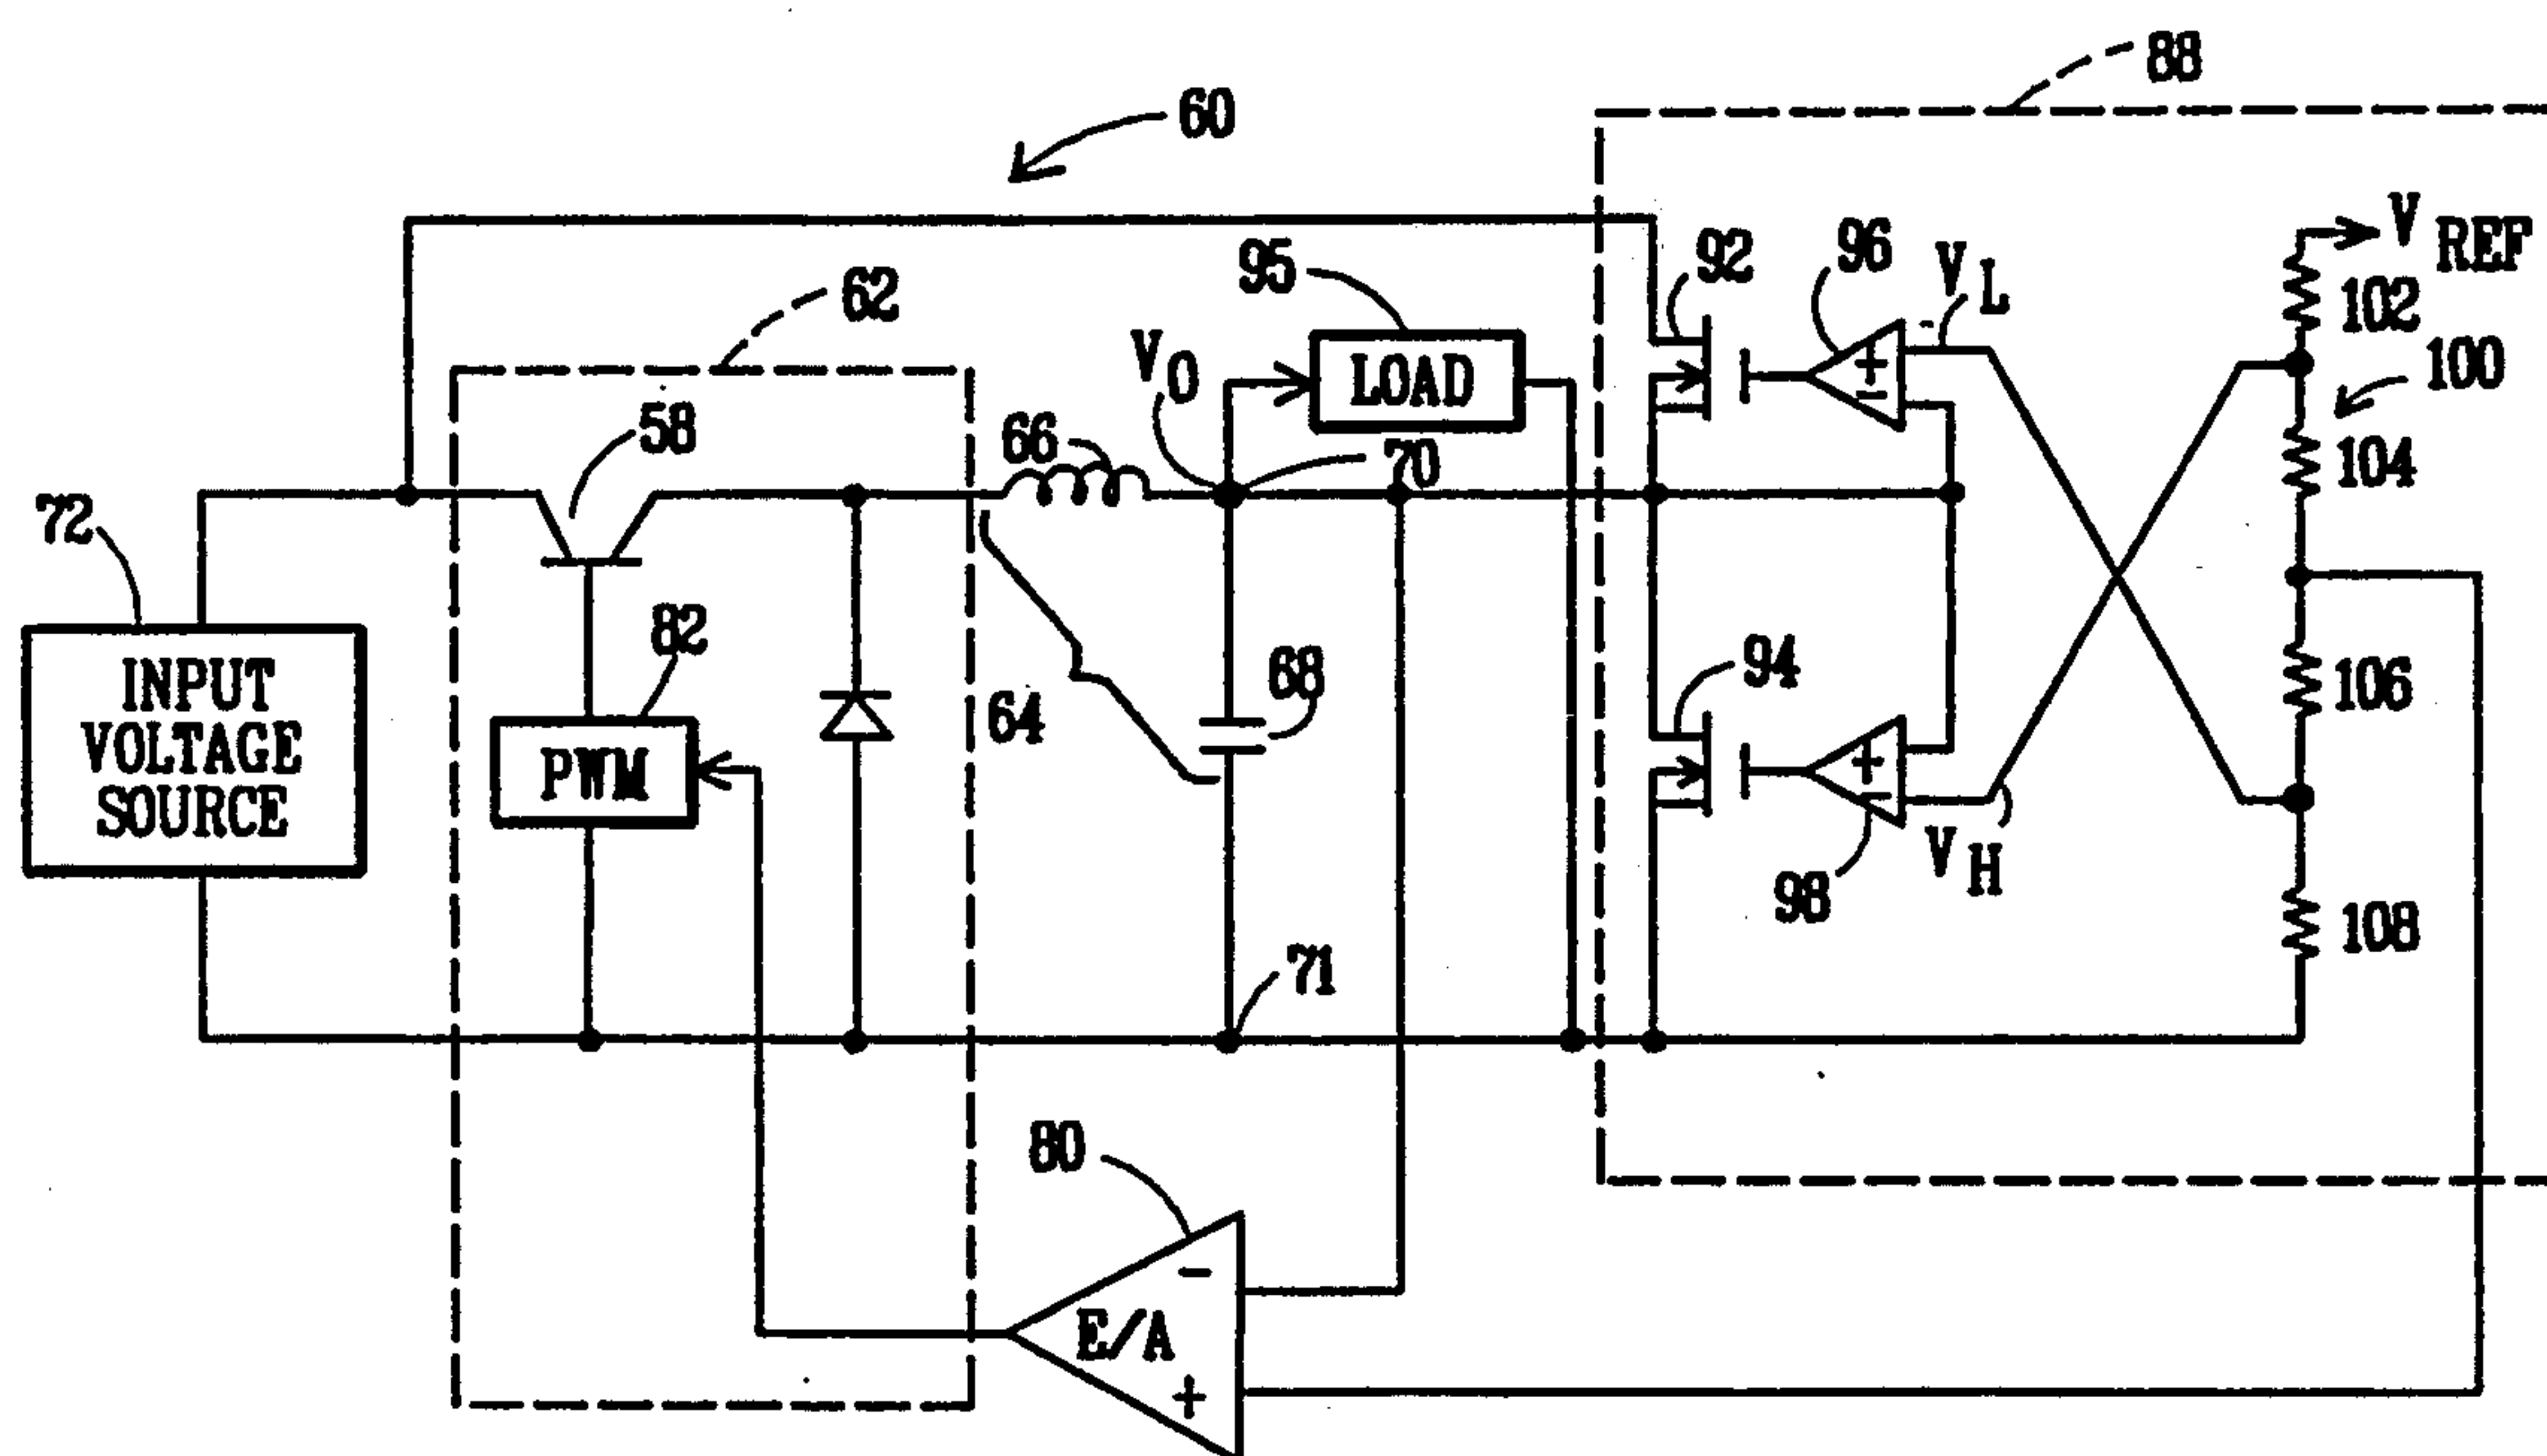 88
60
V REF
92
96
V L
102
95
62
V O
LOAD
100
58
66
70
104
72
82
INPUT
VOLTAGE
SOURCE
PWM
64
68
94
106
V H
98
108
71
80
E/A